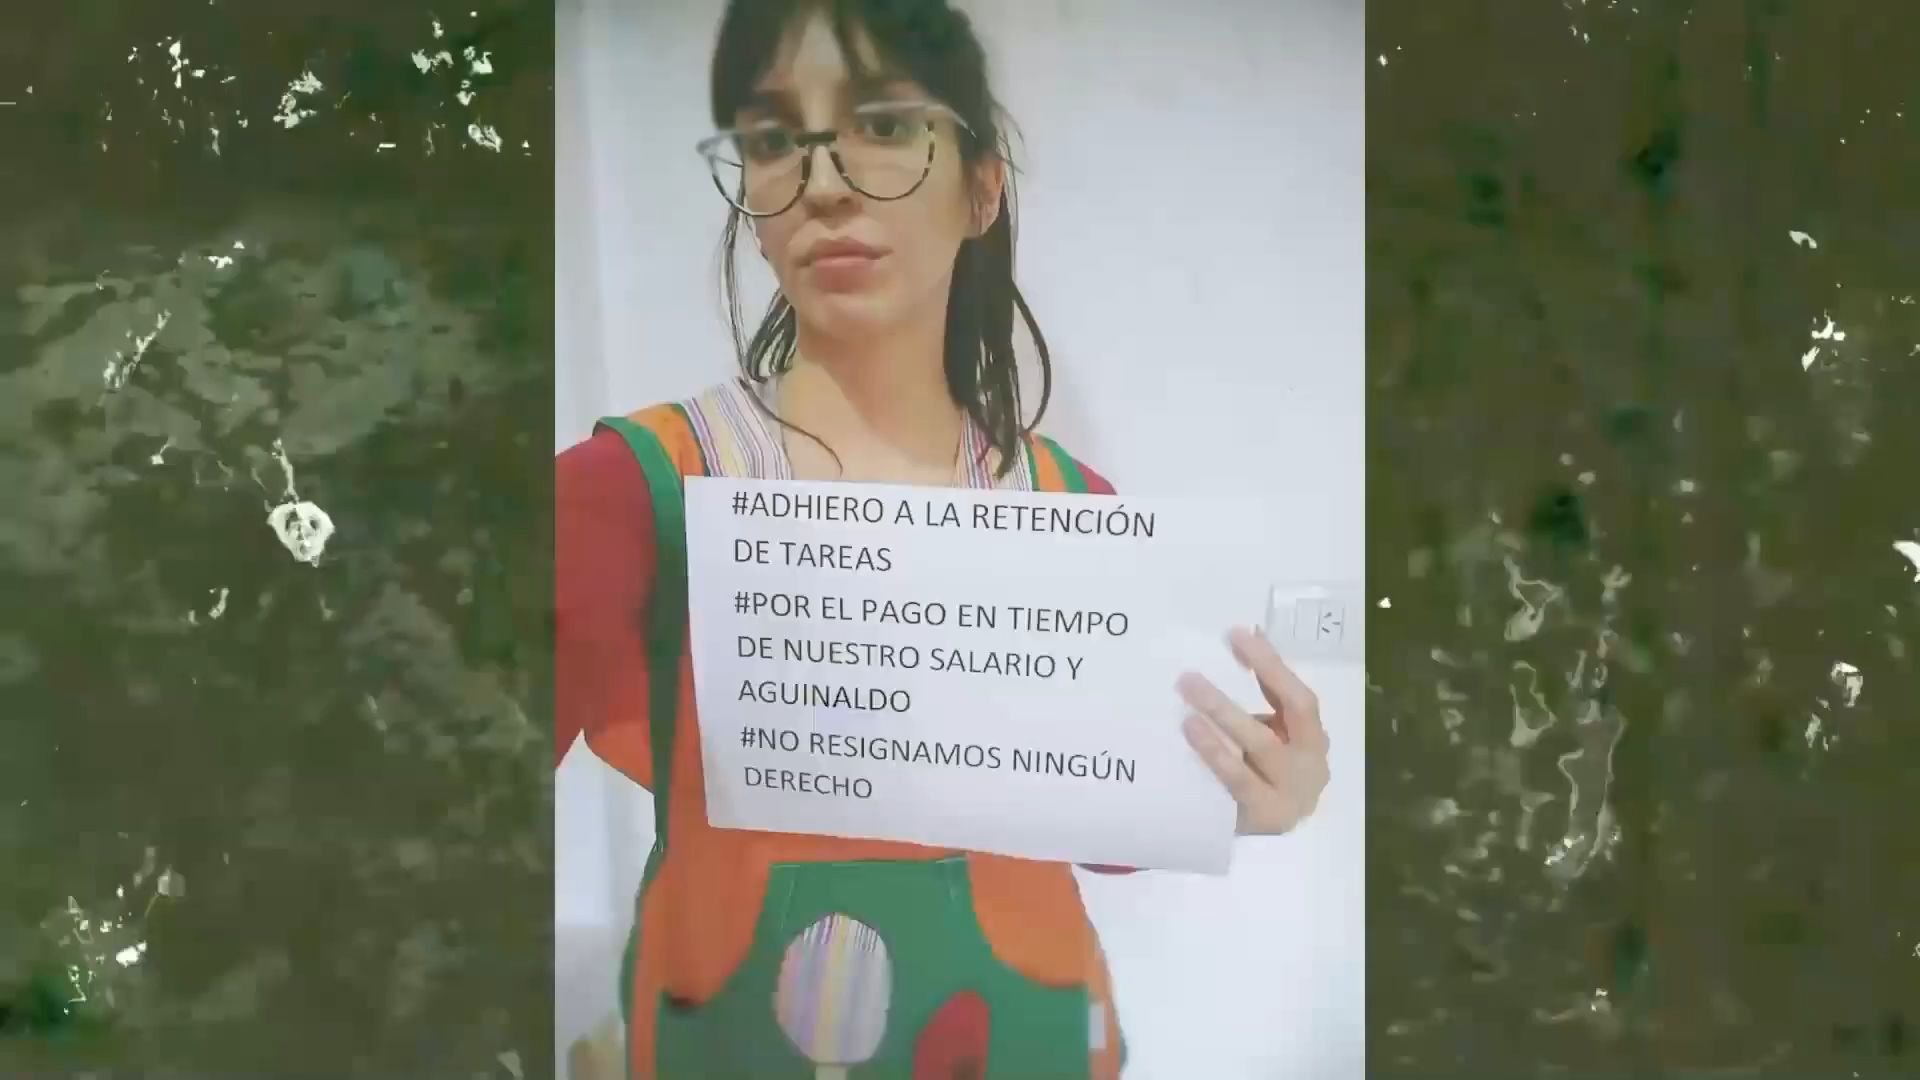 #ADHIERO A LA RETENCIÓN
DE TAREAS
#POR EL PAGO EN TIEMPO
DE NUESTRO SALARIO Y
AGUINALDO
#NO RESIGNAMOS NINGÚN
DERECHO